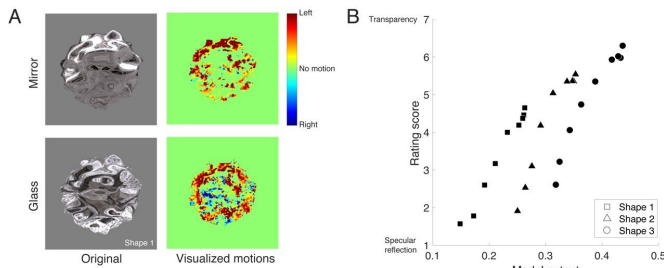 A
Mirror
Glass
Shape 1
Original
Visualized motions
Left
No motion
Right
B
Transparency
7
6
5
4
3
2
1
Rating score
Specular
reflection
0.1
0.2
0.3
0.4
0.5
Shape 1
Shape 2
Shape 3